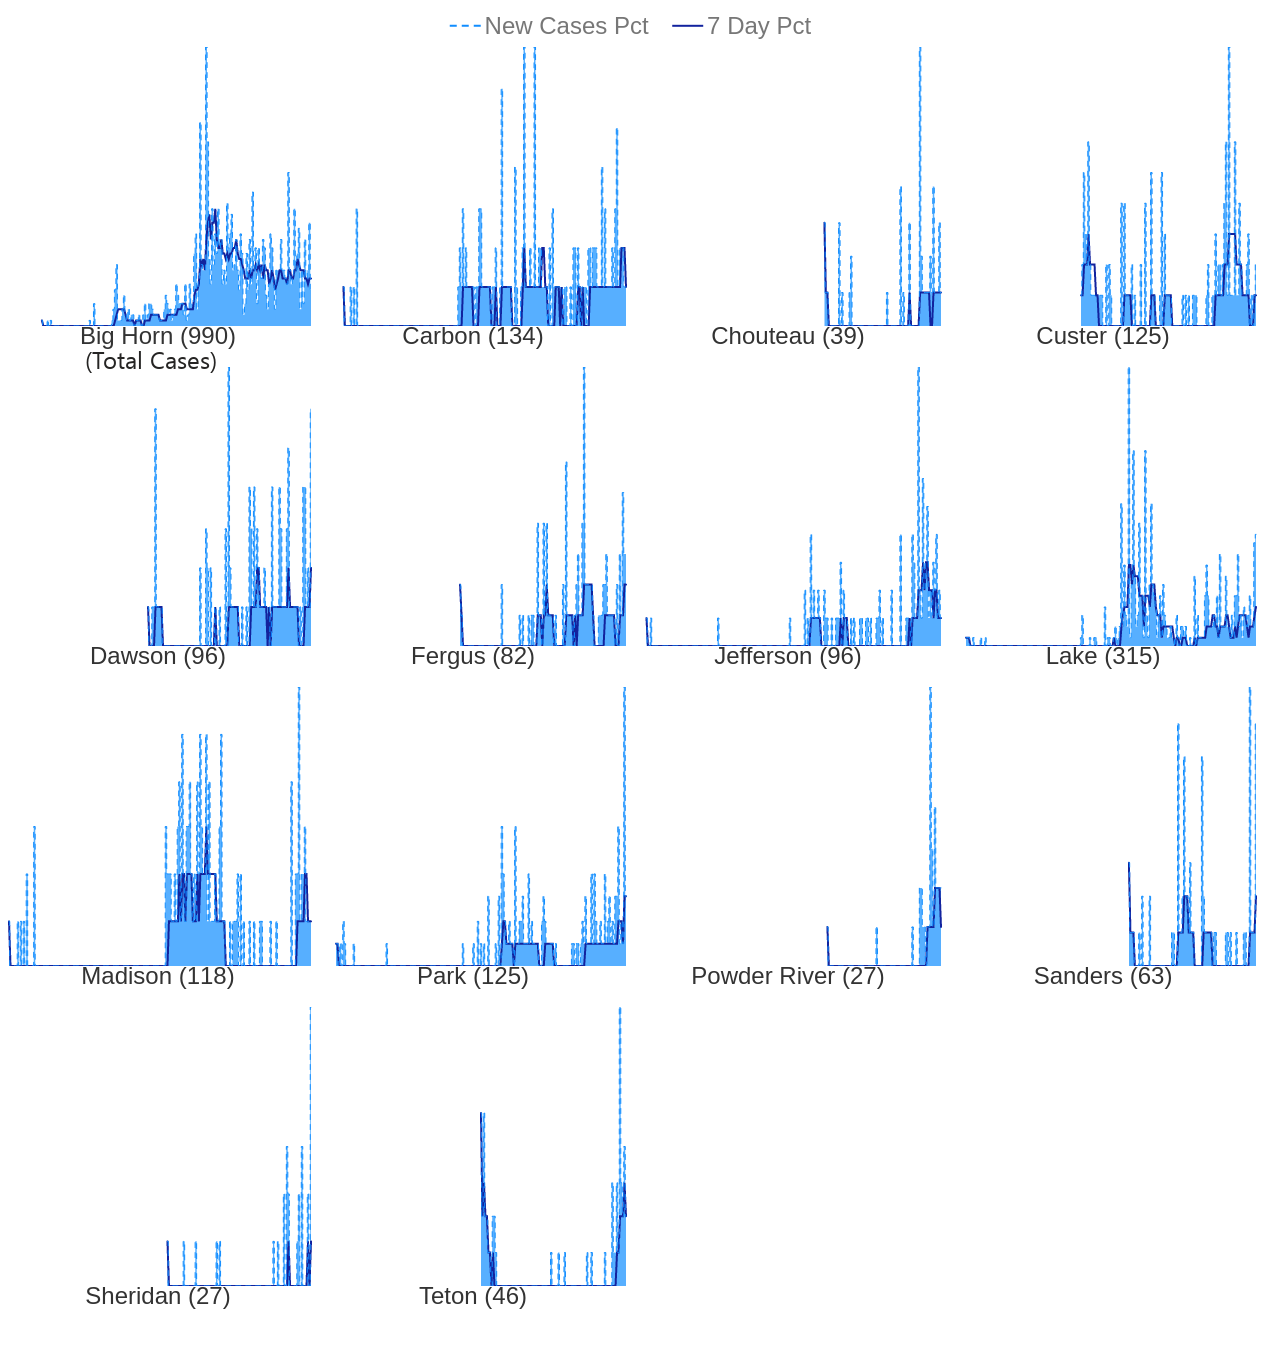 New Cases Pct 7 Day Pct
Big Horn (990) Carbon (134) Chouteau (39) Custer (125)
(Total Cases)
Dawson (96) Fergus (82) Jefferson (96) Lake (315)
Madison (118) Park (125) Powder River (27) Sanders (63)
Sheridan (27) Teton (46)